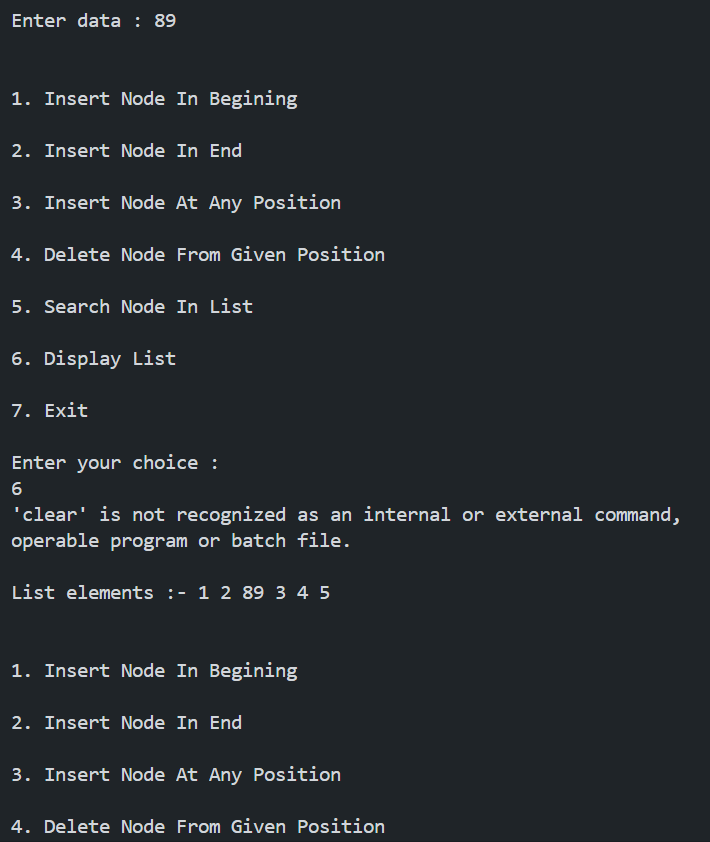 Enter data : 89
1. Insert Node In Begining
2. Insert Node In End
3. Insert Node At Any Position
4. Delete Node From Given Position
5. Search Node In List
6. Display List
7. Exit
Enter your choice :
6
'clear' is not recognized as an internal or external command,
operable program or batch file.
List elements :- 1 2 89 3 4 5
1. Insert Node In Begining
2. Insert Node In End
3. Insert Node At Any Position
4. Delete Node From Given Position